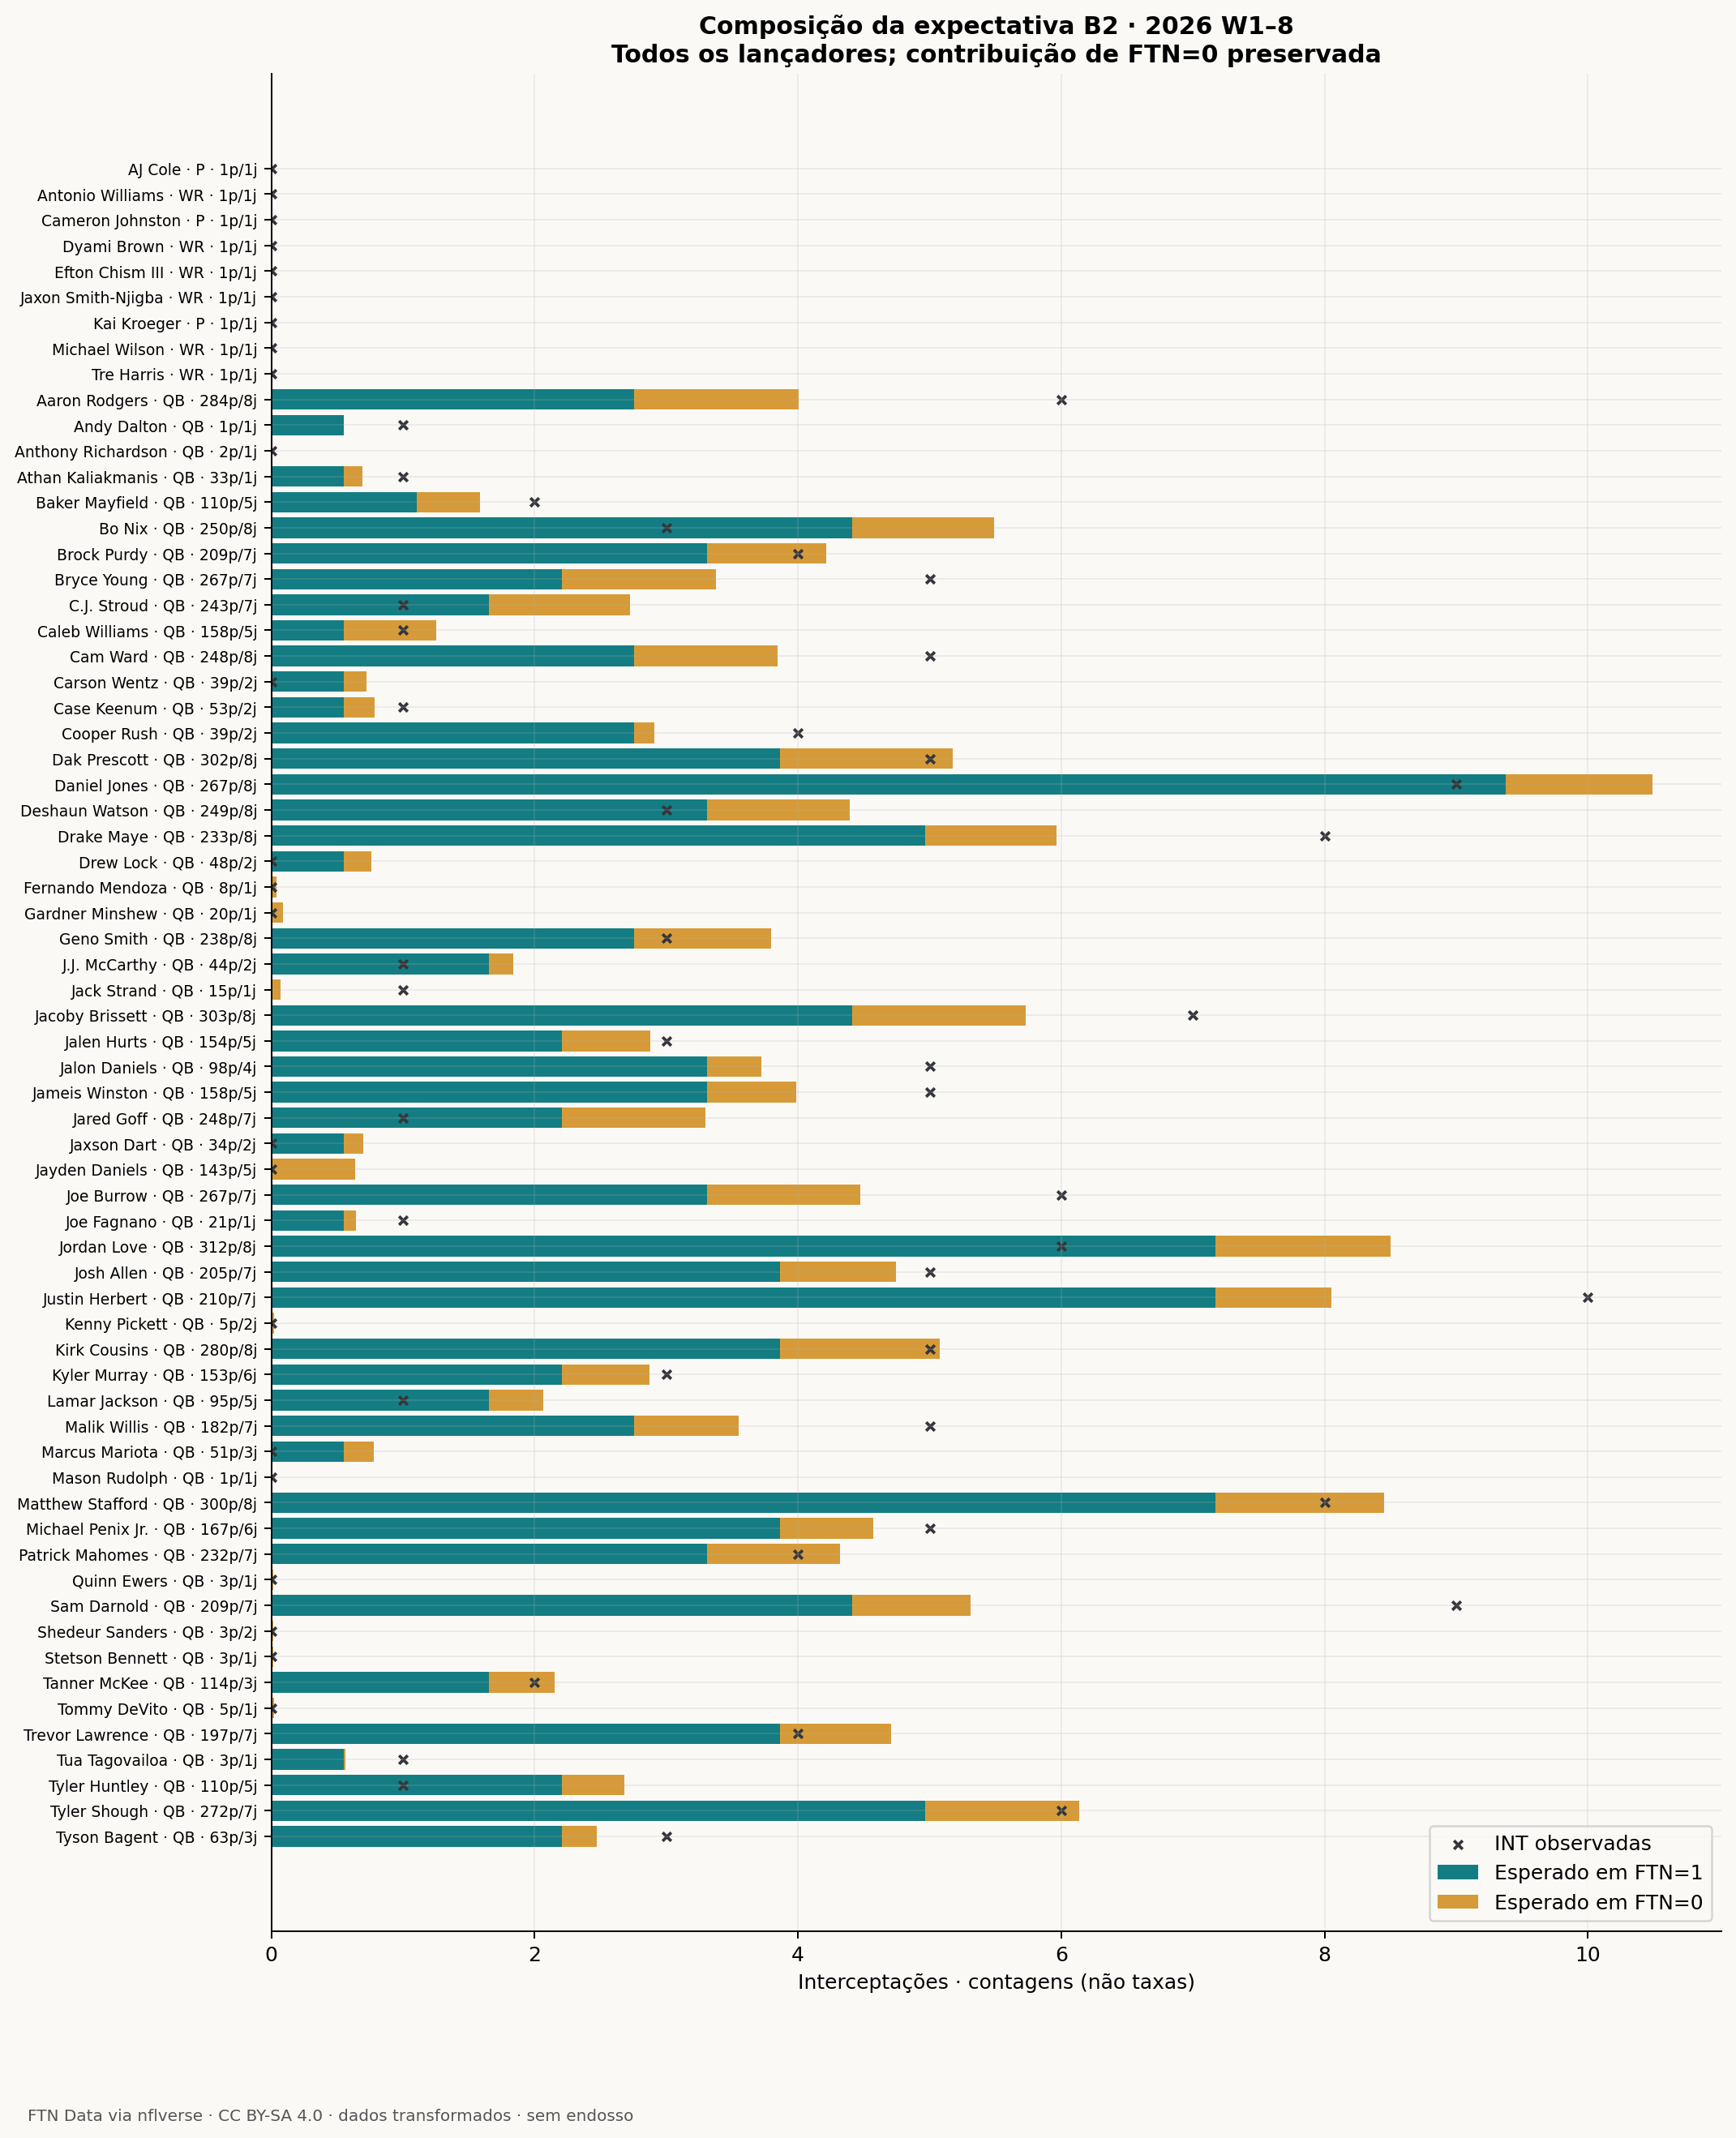 Composição da expectativa B2 · 2026 W1–8
Todos os lançadores; contribuição de FTN=0 preservada
AJ Cole · P · 1p/1j
Antonio Williams · WR · 1p/1j
Cameron Johnston · P · 1p/1j
Dyami Brown · WR · 1p/1j
Efton Chism III · WR · 1p/1j
Jaxon Smith-Njigba · WR · 1p/1j
Kai Kroeger · P · 1p/1j
Michael Wilson · WR · 1p/1j
Tre Harris · WR · 1p/1j
Aaron Rodgers · QB · 284p/8j
Andy Dalton · QB · 1p/1j
Anthony Richardson · QB · 2p/1j
Athan Kaliakmanis · QB · 33p/1j
Baker Mayfield · QB · 110p/5j
Bo Nix · QB · 250p/8j
Brock Purdy · QB · 209p/7j
Bryce Young · QB · 267p/7j
C.J. Stroud · QB · 243p/7j
Caleb Williams · QB · 158p/5j
Cam Ward · QB · 248p/8j
Carson Wentz · QB · 39p/2j
Case Keenum · QB · 53p/2j
Cooper Rush · QB · 39p/2j
Dak Prescott · QB · 302p/8j
Daniel Jones · QB · 267p/8j
Deshaun Watson · QB · 249p/8j
Drake Maye · QB · 233p/8j
Drew Lock · QB · 48p/2j
Fernando Mendoza · QB · 8p/1j
Gardner Minshew · QB · 20p/1j
Geno Smith · QB · 238p/8j
J.J. McCarthy · QB · 44p/2j
Jack Strand · QB · 15p/1j
Jacoby Brissett · QB · 303p/8j
Jalen Hurts · QB · 154p/5j
Jalon Daniels · QB · 98p/4j
Jameis Winston · QB · 158p/5j
Jared Goff · QB · 248p/7j
Jaxson Dart · QB · 34p/2j
Jayden Daniels · QB · 143p/5j
Joe Burrow · QB · 267p/7j
Joe Fagnano · QB · 21p/1j
Jordan Love · QB · 312p/8j
Josh Allen · QB · 205p/7j
Justin Herbert · QB · 210p/7j
Kenny Pickett · QB · 5p/2j
Kirk Cousins · QB · 280p/8j
Kyler Murray · QB · 153p/6j
Lamar Jackson · QB · 95p/5j
Malik Willis · QB · 182p/7j
Marcus Mariota · QB · 51p/3j
Mason Rudolph · QB · 1p/1j
Matthew Stafford · QB · 300p/8j
Michael Penix Jr. · QB · 167p/6j
Patrick Mahomes · QB · 232p/7j
Quinn Ewers · QB · 3p/1j
Sam Darnold · QB · 209p/7j
Shedeur Sanders · QB · 3p/2j
Stetson Bennett · QB · 3p/1j
Tanner McKee · QB · 114p/3j
Tommy DeVito · QB · 5p/1j
Trevor Lawrence · QB · 197p/7j
Tua Tagovailoa · QB · 3p/1j
Tyler Huntley · QB · 110p/5j
Tyler Shough · QB · 272p/7j
Tyson Bagent · QB · 63p/3j
INT observadas
Esperado em FTN=1
Esperado em FTN=0
0 2 4 6 8 10
Interceptações · contagens (não taxas)
FTN Data via nflverse · CC BY-SA 4.0 · dados transformados · sem endosso